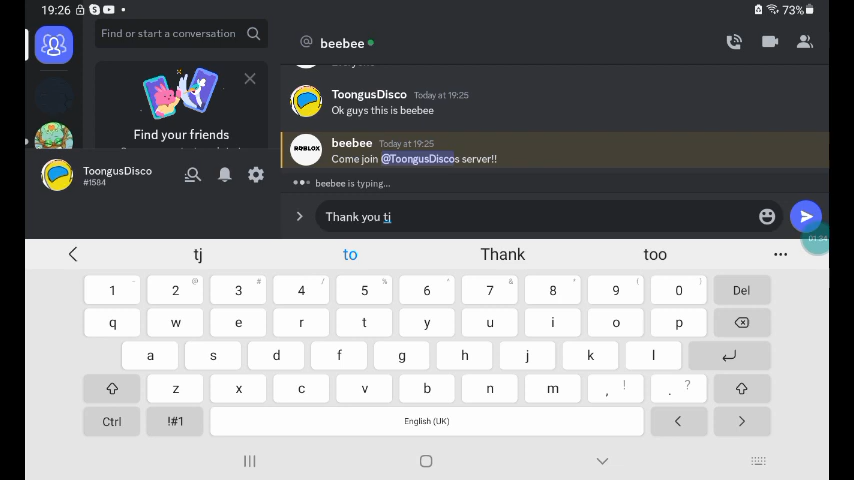 19:26
73%
Find or start a conversation
@ beebee
ToongusDisco Today at 19:25
Ok guys this is beebee
Find your friends
ROBLOX
beebee Today at 19:25
Come join @ToongusDiscos server!!
ToongusDisco
#1584
beebee is typing...
Thank you tj
01:34
tj to Thank too
1 2 @ 3 # 4 / 5 % 6 ^ 7 & 8 * 9 ( 0 ) Del
q w e r t y u i o p
a s d f g h j k l
z x c v b n m , ! . ?
Ctrl !#1 English (UK) < >